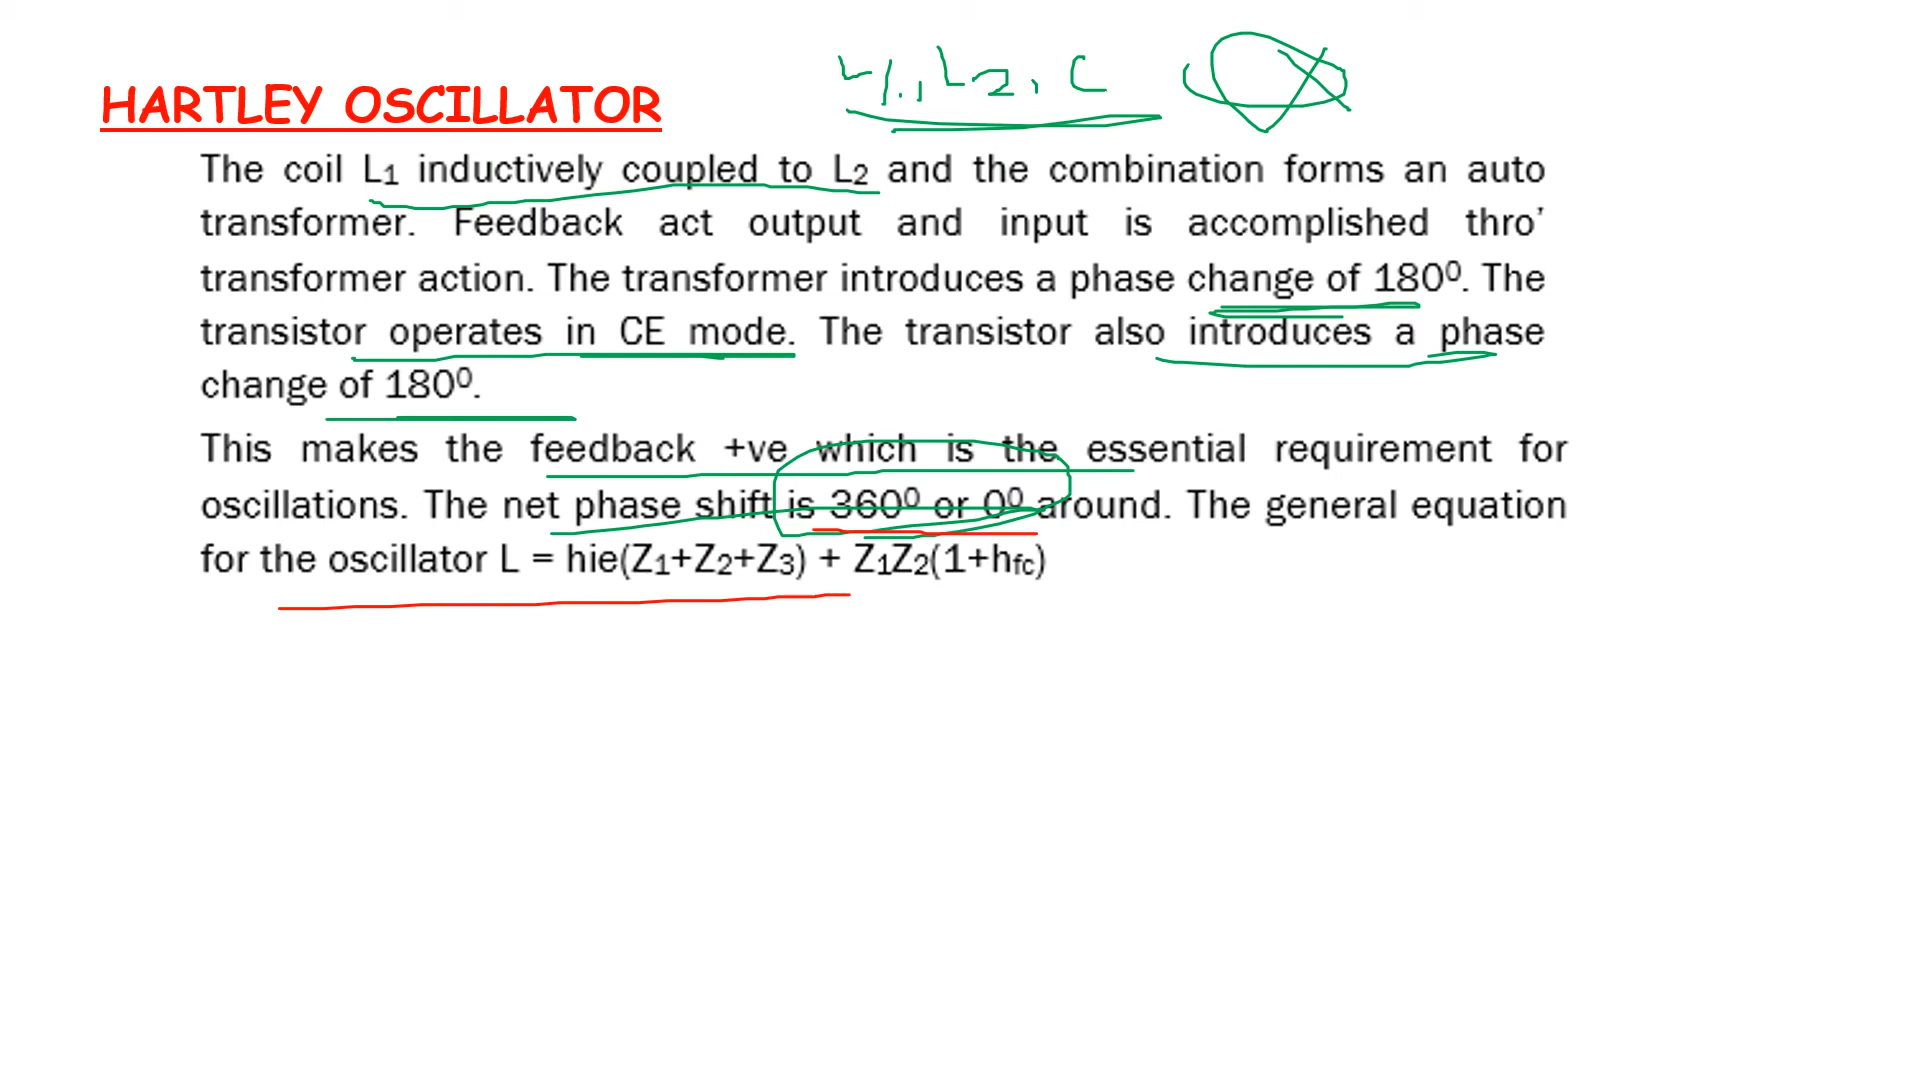 L1, L2, C
HARTLEY OSCILLATOR
The coil L₁ inductively coupled to L₂ and the combination forms an auto
transformer. Feedback act output and input is accomplished thro’
transformer action. The transformer introduces a phase change of 180⁰. The
transistor operates in CE mode. The transistor also introduces a phase
change of 180⁰.
This makes the feedback +ve which is the essential requirement for
oscillations. The net phase shift is 360⁰ or 0⁰ around. The general equation
for the oscillator L = hie(Z₁+Z₂+Z₃) + Z₁Z₂(1+hfc)